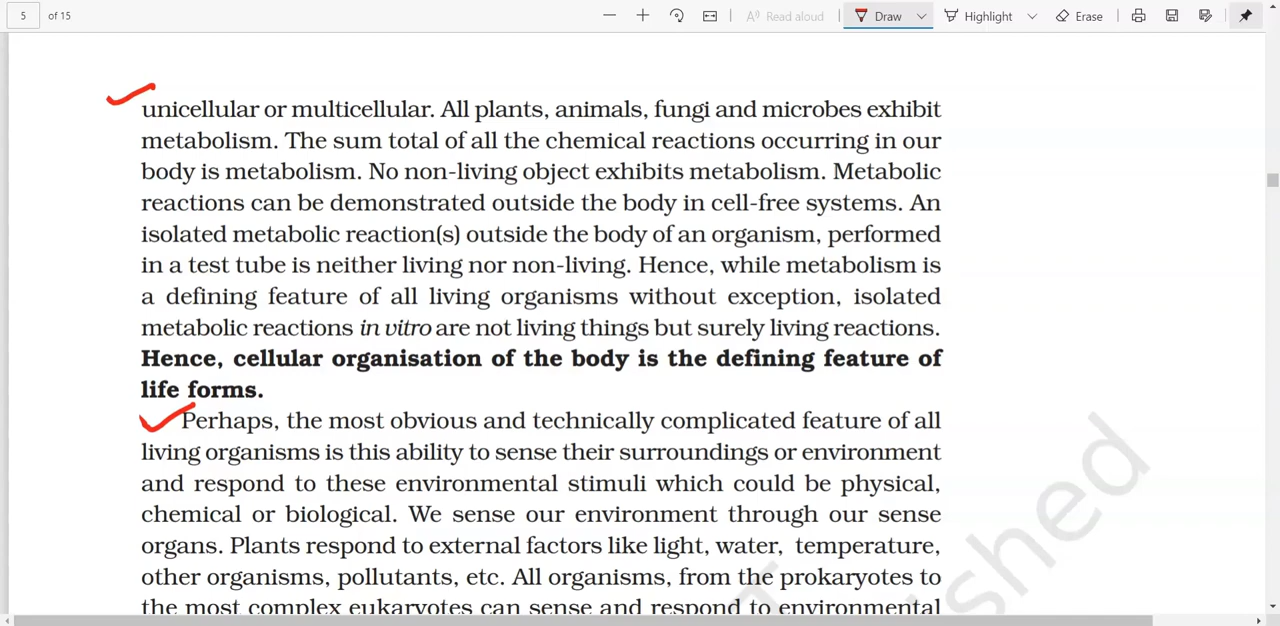 5 of 15 Read aloud Draw Highlight Erase
unicellular or multicellular. All plants, animals, fungi and microbes exhibit
metabolism. The sum total of all the chemical reactions occurring in our
body is metabolism. No non-living object exhibits metabolism. Metabolic
reactions can be demonstrated outside the body in cell-free systems. An
isolated metabolic reaction(s) outside the body of an organism, performed
in a test tube is neither living nor non-living. Hence, while metabolism is
a defining feature of all living organisms without exception, isolated
metabolic reactions in vitro are not living things but surely living reactions.
Hence, cellular organisation of the body is the defining feature of
life forms.
Perhaps, the most obvious and technically complicated feature of all
living organisms is this ability to sense their surroundings or environment
and respond to these environmental stimuli which could be physical,
chemical or biological. We sense our environment through our sense
organs. Plants respond to external factors like light, water, temperature,
other organisms, pollutants, etc. All organisms, from the prokaryotes to
the most complex eukaryotes can sense and respond to environmental